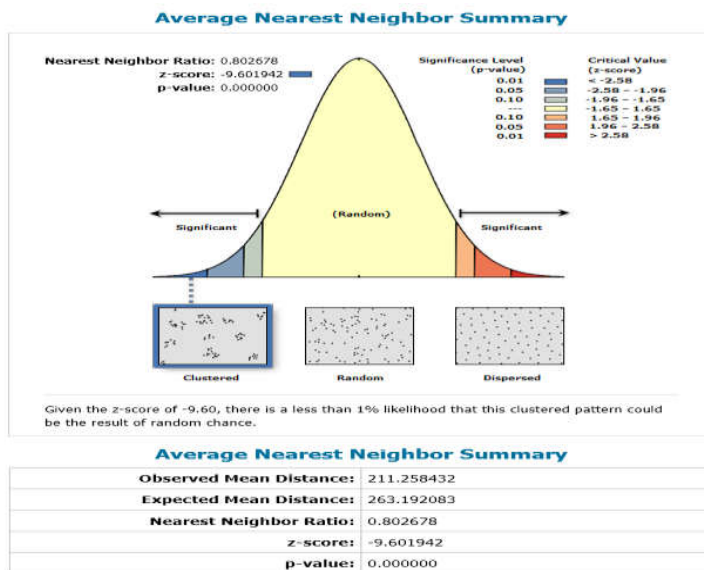 Average Nearest Neighbor Summary
Nearest Neighbor Ratio: 0.802678
z-score: -9.601942
p-value: 0.000000
Significance Level
(p-value)
Critical Value
(z-score)
0.01 < -2.58
0.05 -2.58 - -1.96
0.10 -1.96 - -1.65
--- -1.65 - 1.65
0.10 1.65 - 1.96
0.05 1.96 - 2.58
0.01 > 2.58
Significant
(Random)
Significant
Clustered
Random
Dispersed
Given the z-score of -9.60, there is a less than 1% likelihood that this clustered pattern could
be the result of random chance.
Average Nearest Neighbor Summary
Observed Mean Distance: 211.258432
Expected Mean Distance: 263.192083
Nearest Neighbor Ratio: 0.802678
z-score: -9.601942
p-value: 0.000000